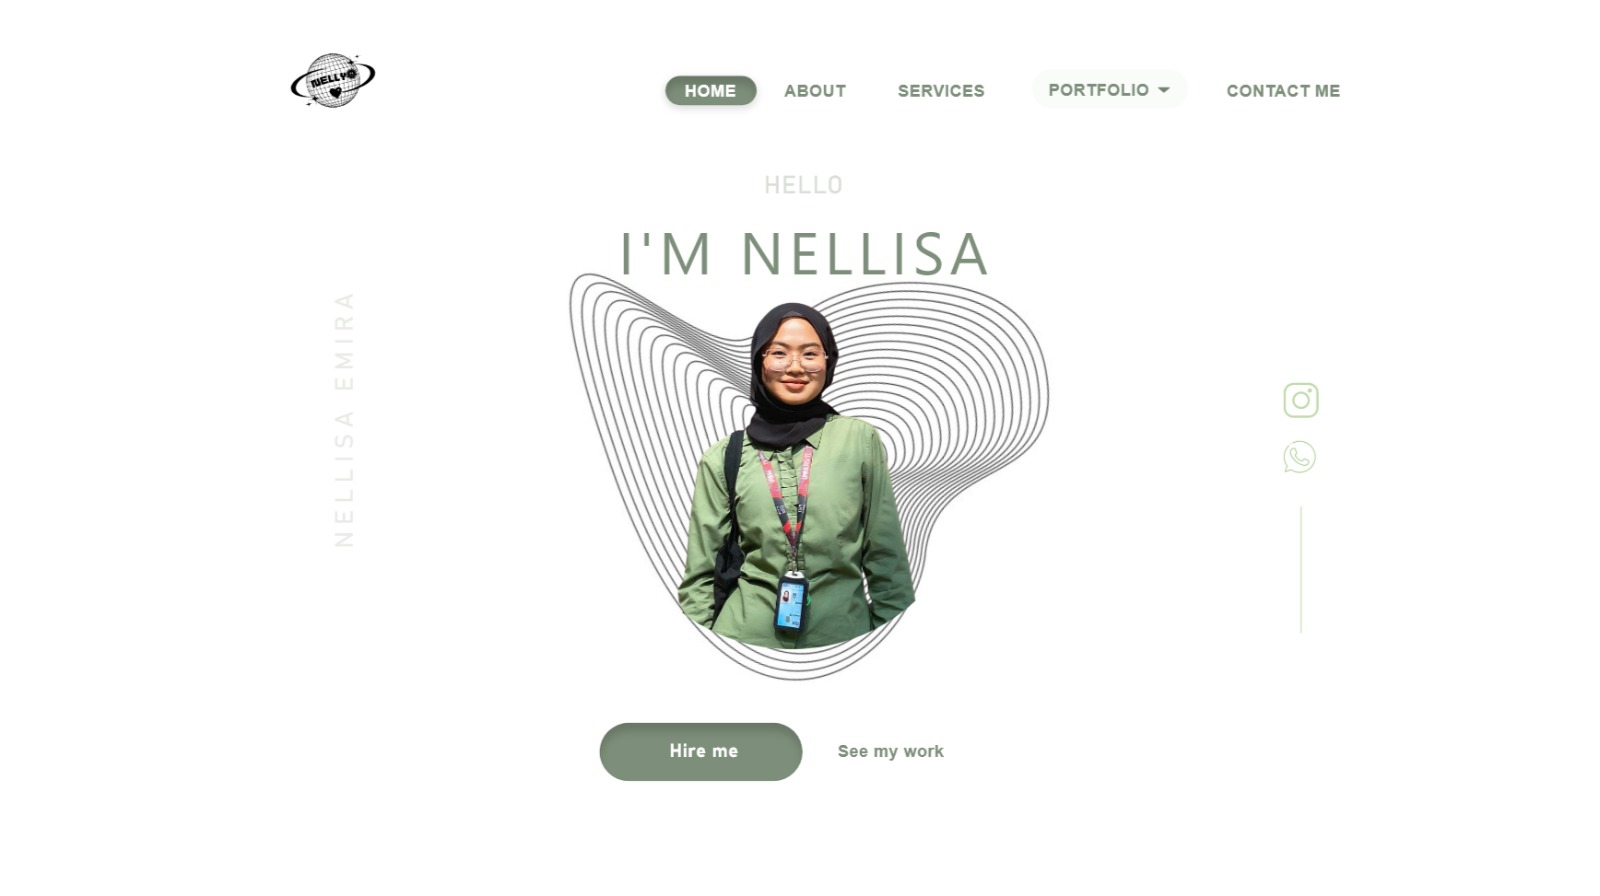 NELLY
HOME
ABOUT
SERVICES
PORTFOLIO
CONTACT ME
HELLO
I'M NELLISA
NELLISA EMIRA
Hire me
See my work